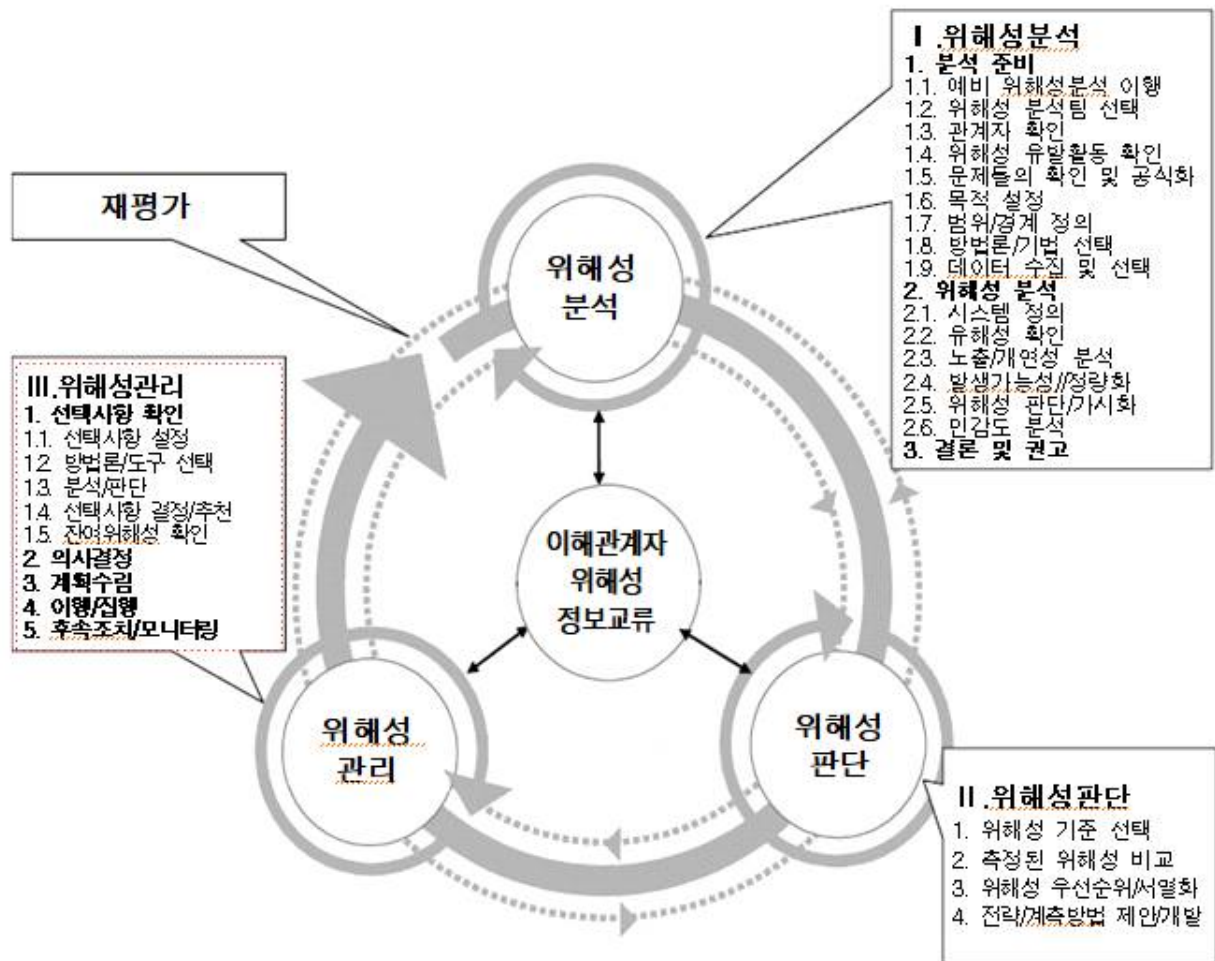 Ⅰ.위해성분석
1. 분석 준비
1.1. 예비 위해성분석 이행
1.2. 위해성 분석팀 선택
1.3. 관계자 확인
1.4. 위해성 유발활동 확인
1.5. 문제들의 확인 및 공식화
1.6. 목적 설정
1.7. 범위/경계 정의
1.8. 방법론/기법 선택
1.9. 데이터 수집 및 선택
2. 위해성 분석
2.1. 시스템 정의
2.2. 유해성 확인
2.3. 노출/개연성 분석
2.4. 발생가능성//정량화
2.5. 위해성 판단/가시화
2.6. 민감도 분석
3. 결론 및 권고
재평가
위해성
분석
Ⅲ.위해성관리
1. 선택사항 확인
1.1. 선택사항 설정
1.2. 방법론/도구 선택
1.3. 분석/판단
1.4. 선택사항 결정/추천
1.5. 잔여위해성 확인
2. 의사결정
3. 계획수립
4. 이행/집행
5. 후속조치/모니터링
이해관계자
위해성
정보교류
위해성
관리
위해성
판단
Ⅱ.위해성판단
1. 위해성 기준 선택
2. 측정된 위해성 비교
3. 위해성 우선순위/서열화
4. 전략/계측방법 제안/개발